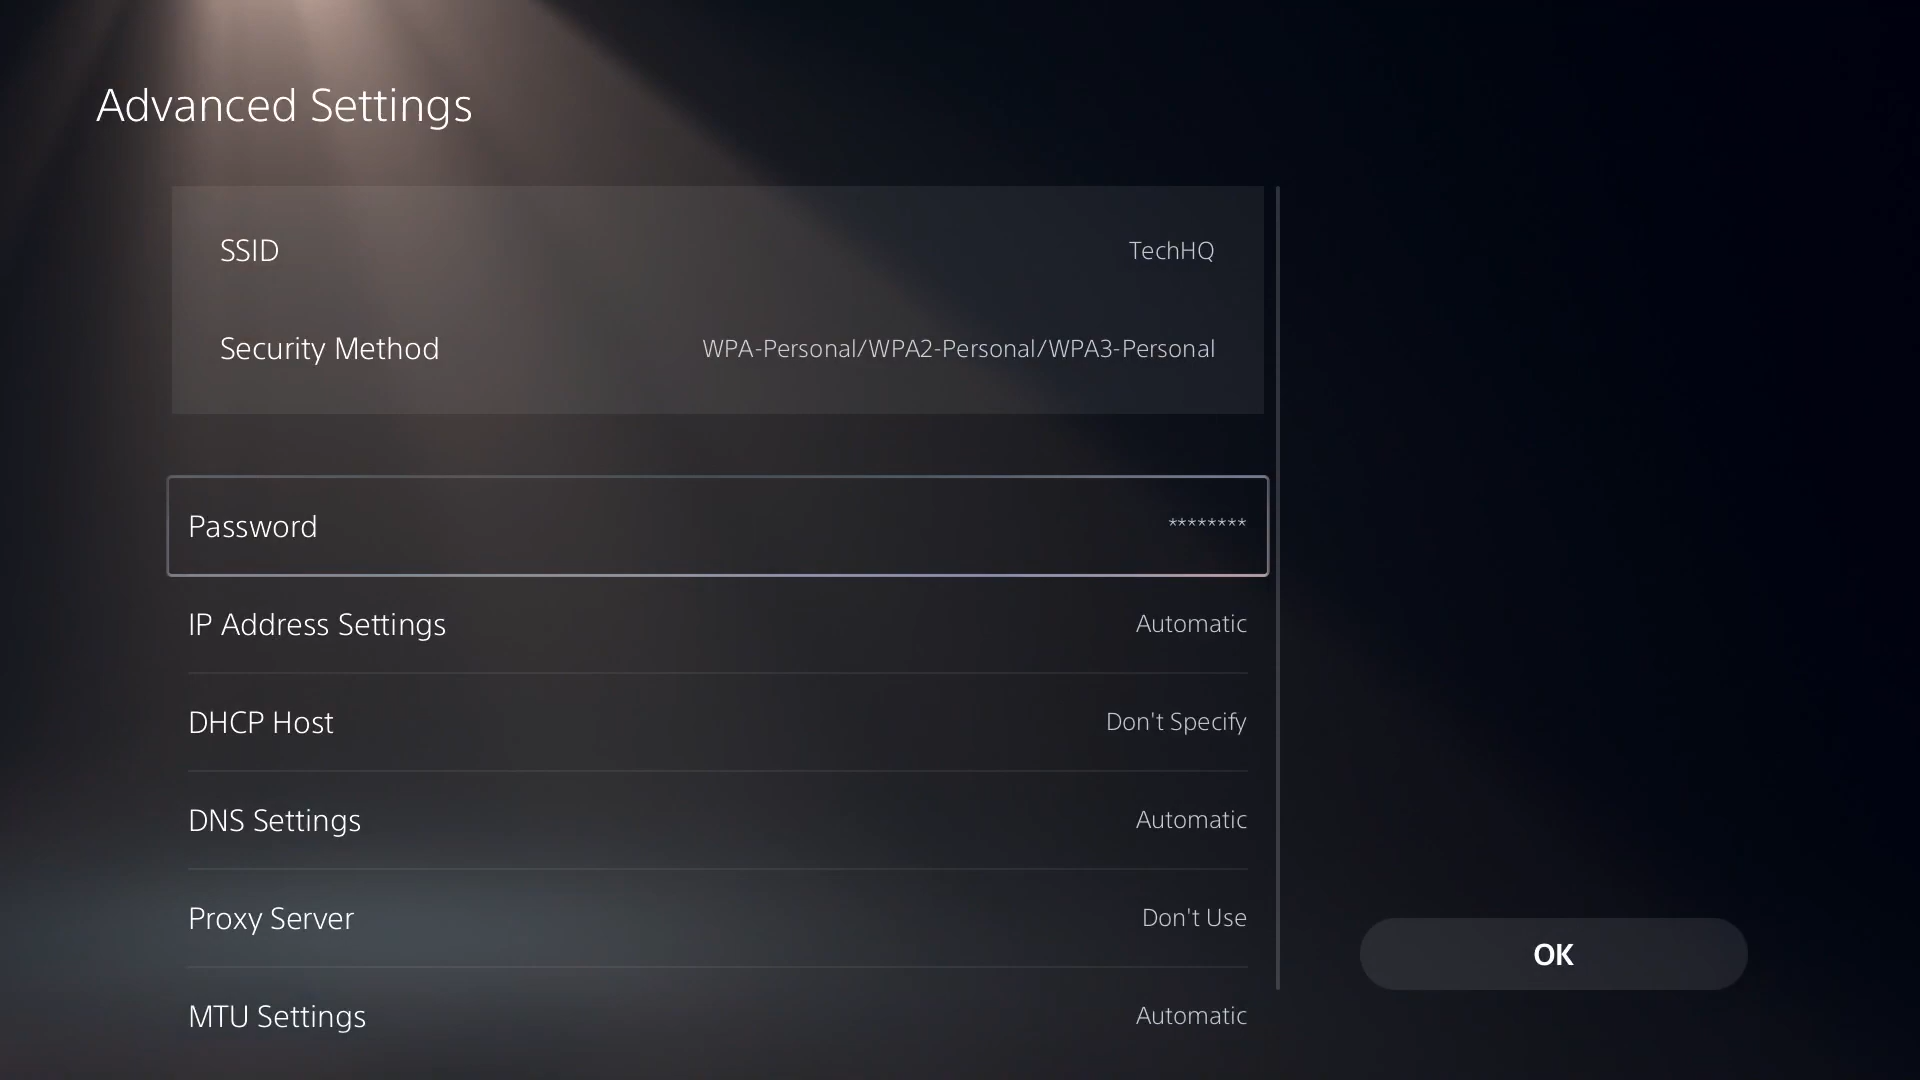 Advanced Settings
SSID TechHQ
Security Method WPA-Personal/WPA2-Personal/WPA3-Personal
Password ********
IP Address Settings Automatic
DHCP Host Don't Specify
DNS Settings Automatic
Proxy Server Don't Use
OK
MTU Settings Automatic